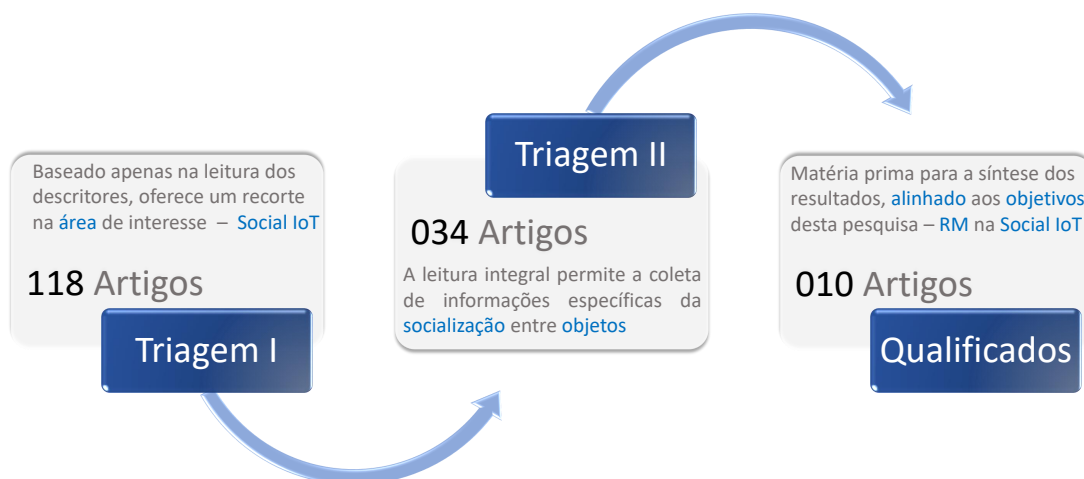 Baseado apenas na leitura dos
descritores, oferece um recorte
na área de interesse – Social IoT
118 Artigos
Triagem I
Triagem II
034 Artigos
A leitura integral permite a coleta
de informações específicas da
socialização entre objetos
Matéria prima para a síntese dos
resultados, alinhado aos objetivos
desta pesquisa – RM na Social IoT
010 Artigos
Qualificados